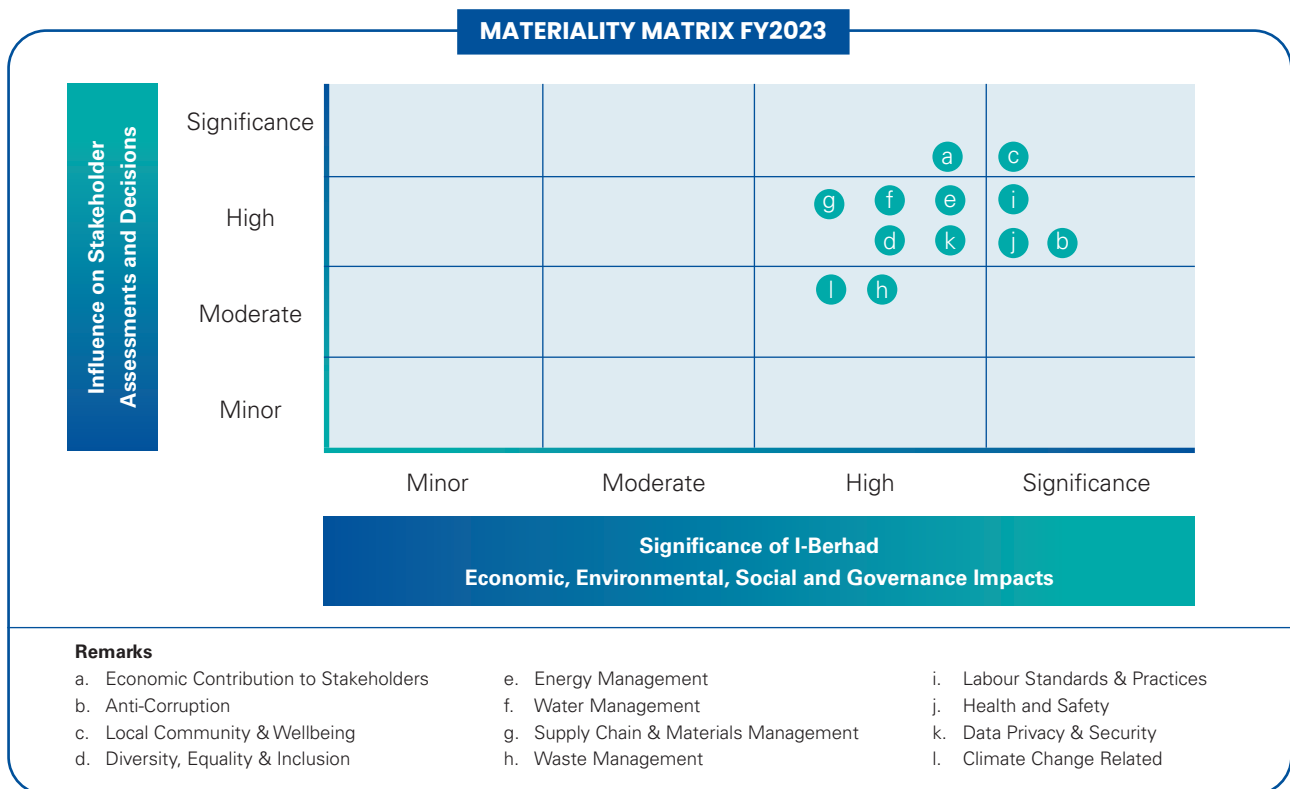 MATERIALITY MATRIX FY2023
Influence on Stakeholder
Assessments and Decisions
Significance
High
Moderate
Minor
a
c
g
f
e
i
d
k
j
b
l
h
Minor
Moderate
High
Significance
Significance of I-Berhad
Economic, Environmental, Social and Governance Impacts
Remarks
a. Economic Contribution to Stakeholders
b. Anti-Corruption
c. Local Community & Wellbeing
d. Diversity, Equality & Inclusion
e. Energy Management
f. Water Management
g. Supply Chain & Materials Management
h. Waste Management
i. Labour Standards & Practices
j. Health and Safety
k. Data Privacy & Security
l. Climate Change Related